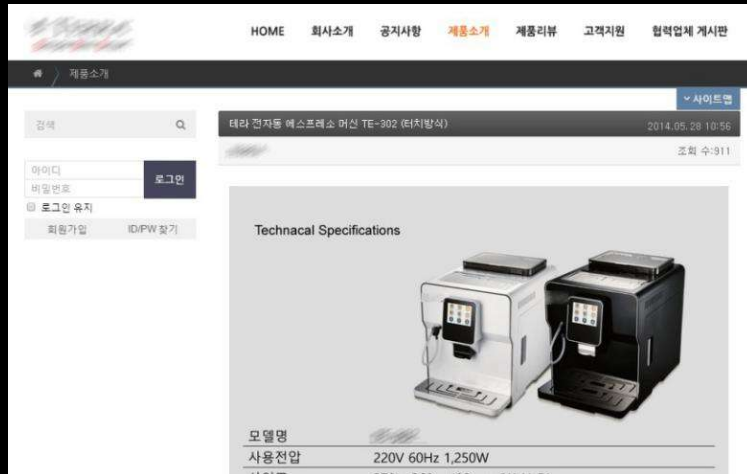 HOME 회사소개 공지사항 제품소개 제품리뷰 고객지원 협력업체 게시판
제품소개
사이트맵
검색
테라 전자동 에스프레소 머신 TE-302 (터치방식) 2014.05.28 10:56
조회 수:911
아이디
비밀번호
로그인
로그인 유지
회원가입 ID/PW 찾기
Technacal Specifications
모델명
사용전압 220V 60Hz 1,250W